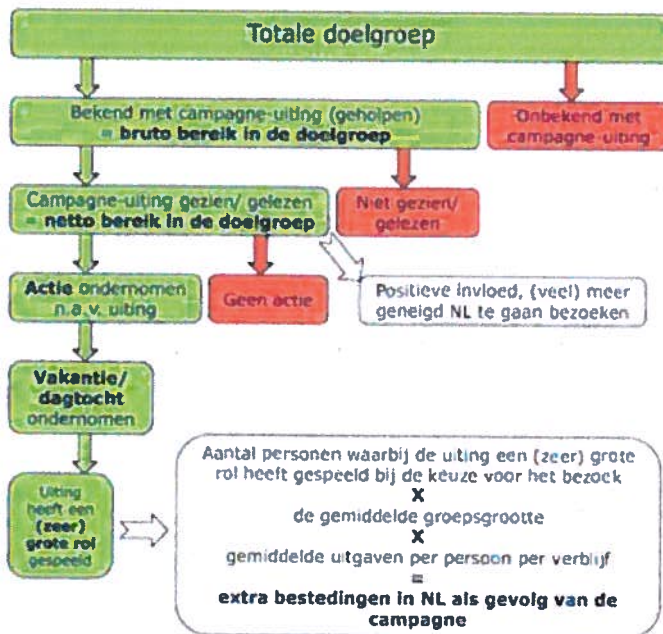 Totale doelgroep
Bekend met campagne-uiting (geholpen)
= bruto bereik in de doelgroep
Onbekend met
campagne-uiting
Campagne-uiting gezien/ gelezen
= netto bereik in de doelgroep
Niet gezien/
gelezen
Actie ondernomen
n.a.v. uiting
Geen actie
Positieve invloed, (veel) meer
geneigd NL te gaan bezoeken
Vakantie/
dagtocht
ondernomen
Uiting
heeft een
(zeer)
grote rol
gespeeld
Aantal personen waarbij de uiting een (zeer) grote
rol heeft gespeeld bij de keuze voor het bezoek
X
de gemiddelde groepsgrootte
X
gemiddelde uitgaven per persoon per verblijf
=
extra bestedingen in NL als gevolg van de
campagne